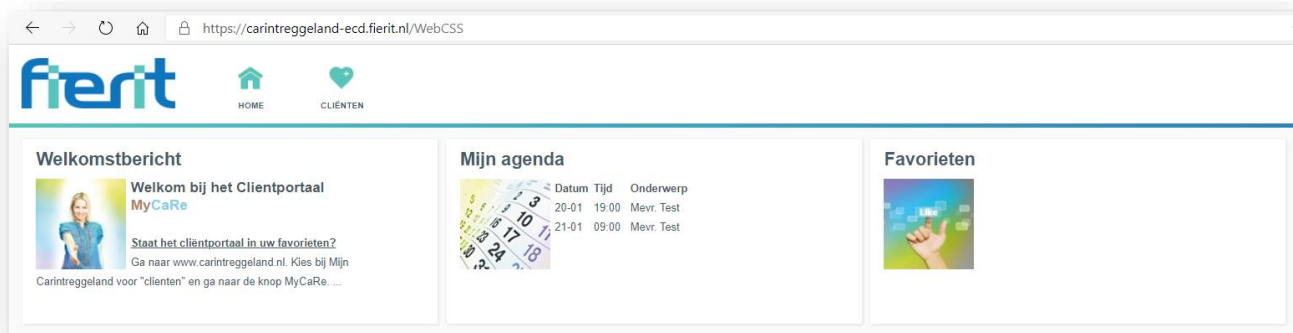 https://carintreggeland-ecd.fierit.nl/WebCSS
fierit
HOME
CLIËNTEN
Welkomstbericht
Welkom bij het Clientportaal
MyCaRe
Staat het cliëntportaal in uw favorieten?
Ga naar www.carintreggeland.nl. Kies bij Mijn
Carintreggeland voor "clienten" en ga naar de knop MyCaRe. ...
Mijn agenda
Datum Tijd Onderwerp
20-01 19:00 Mevr. Test
21-01 09:00 Mevr. Test
Favorieten
Like